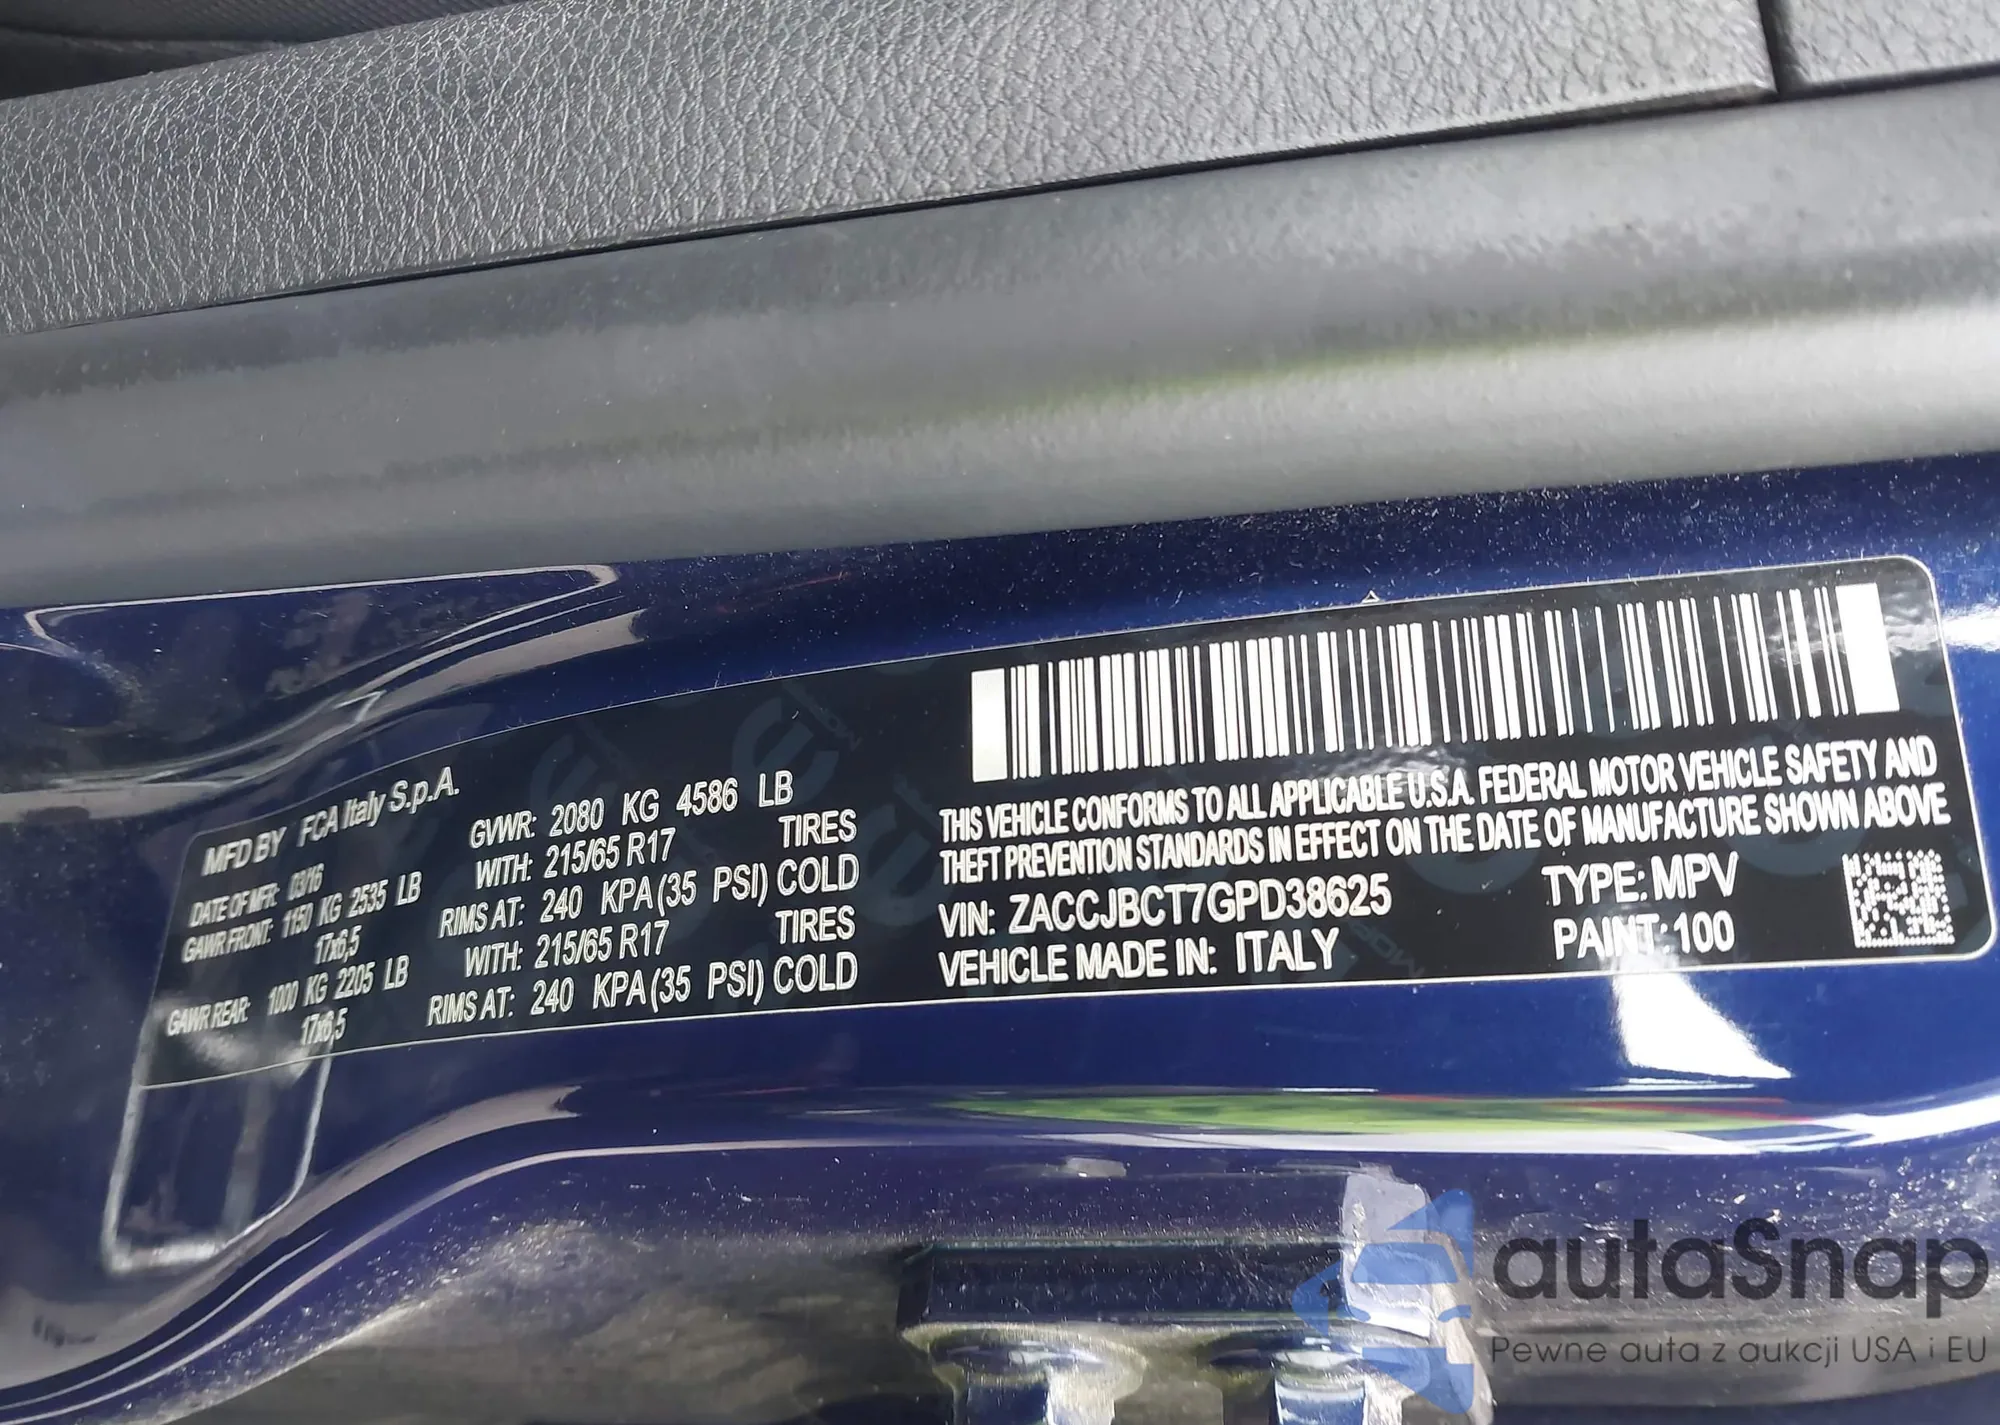 MFD BY FCA Italy S.p.A.
DATE OF MFR: 03/16 GVWR: 2080 KG 4586 LB
GAWR FRONT: 1150 KG 2535 LB WITH: 215/65 R17 TIRES
17x6,5 RIMS AT: 240 KPA (35 PSI) COLD
GAWR REAR: 1000 KG 2205 LB WITH: 215/65 R17 TIRES
17x6,5 RIMS AT: 240 KPA (35 PSI) COLD
THIS VEHICLE CONFORMS TO ALL APPLICABLE U.S.A. FEDERAL MOTOR VEHICLE SAFETY AND
THEFT PREVENTION STANDARDS IN EFFECT ON THE DATE OF MANUFACTURE SHOWN ABOVE
VIN: ZACCJBCT7GPD38625 TYPE: MPV
VEHICLE MADE IN: ITALY PAINT: 100
autaSnap
Pewne auta z aukcji USA i EU